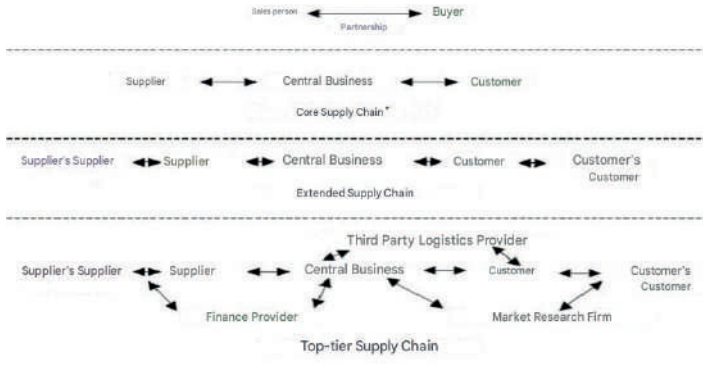 Sales person Buyer
Partnership
Supplier Central Business Customer
Core Supply Chain *
Supplier's Supplier Supplier Central Business Customer Customer's
Customer
Extended Supply Chain
Third Party Logistics Provider
Supplier's Supplier Supplier Central Business Customer Customer's
Customer
Finance Provider Market Research Firm
Top-tier Supply Chain